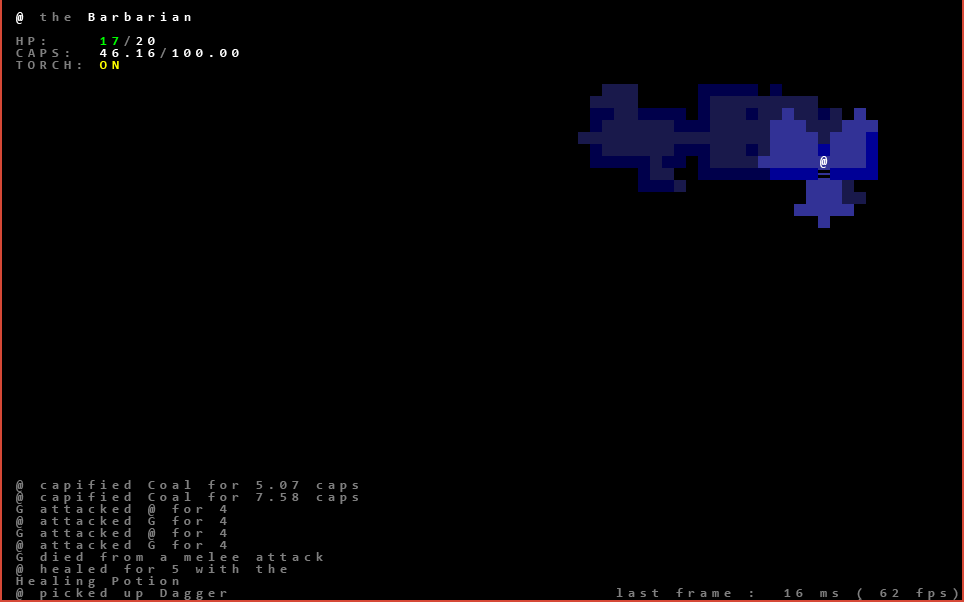 @ the Barbarian
HP: 17/20
CAPS: 46.16/100.00
TORCH: ON
@
@ capified Coal for 5.07 caps
@ capified Coal for 7.58 caps
G attacked @ for 4
@ attacked G for 4
G attacked @ for 4
@ attacked G for 4
G died from a melee attack
@ healed for 5 with the
Healing Potion
@ picked up Dagger
last frame : 16 ms ( 62 fps)